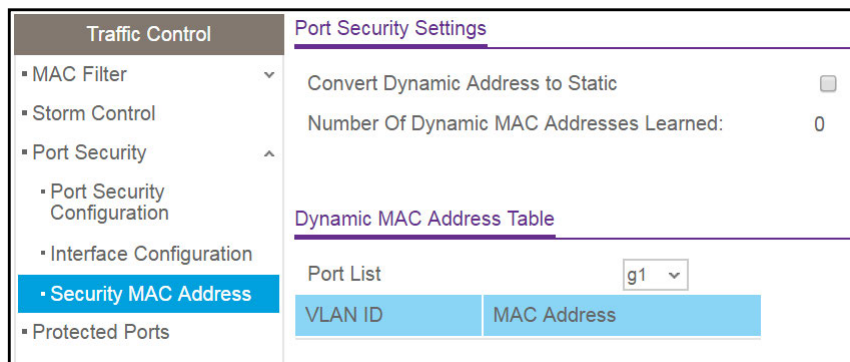 Traffic Control
MAC Filter
Storm Control
Port Security
Port Security
Configuration
Interface Configuration
Security MAC Address
Protected Ports
Port Security Settings
Convert Dynamic Address to Static
Number Of Dynamic MAC Addresses Learned: 0
Dynamic MAC Address Table
Port List g1
VLAN ID MAC Address